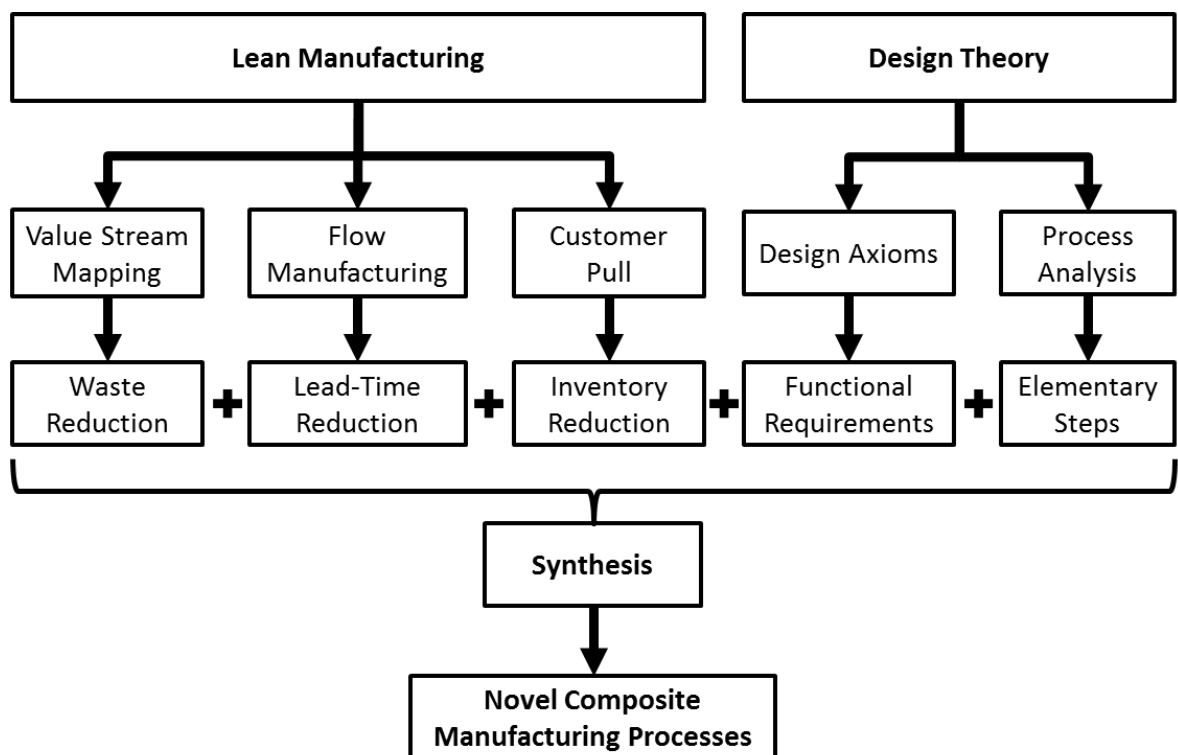 Lean Manufacturing
Design Theory
Value Stream
Mapping
Flow
Manufacturing
Customer
Pull
Design Axioms
Process
Analysis
Waste
Reduction
+
Lead-Time
Reduction
+
Inventory
Reduction
+
Functional
Requirements
+
Elementary
Steps
Synthesis
Novel Composite
Manufacturing Processes